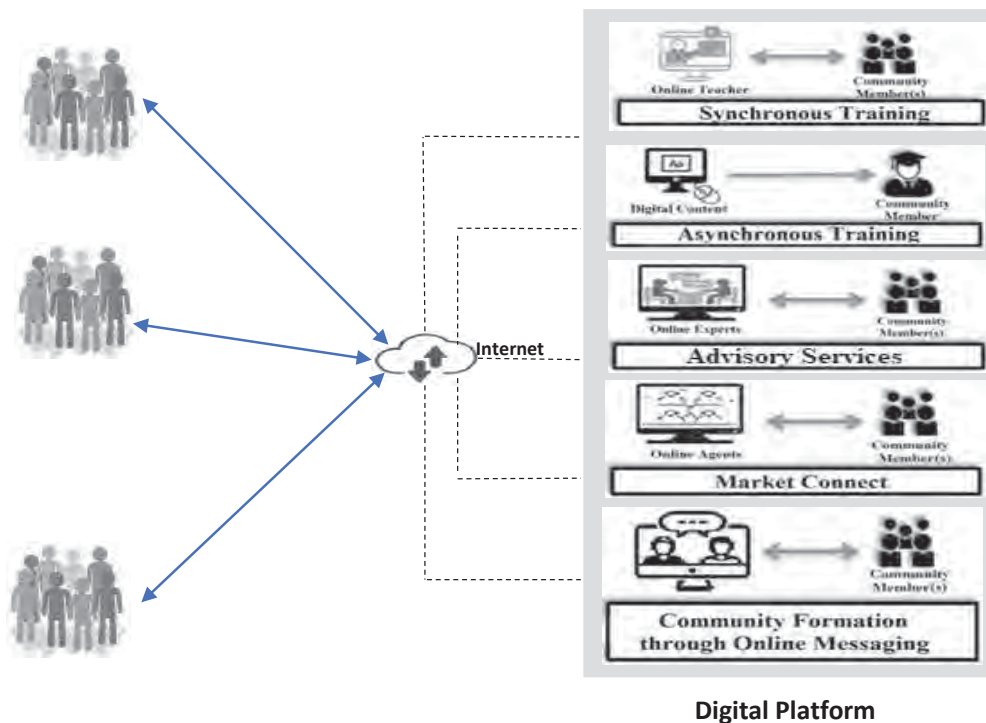 Online Teacher
Community
Member(s)
Synchronous Training
Aa
Digital Content
Community
Member
Asynchronous Training
Online Experts
Community
Member(s)
Advisory Services
Internet
Online Agents
Community
Member(s)
Market Connect
Community
Member(s)
Community Formation
through Online Messaging
Digital Platform